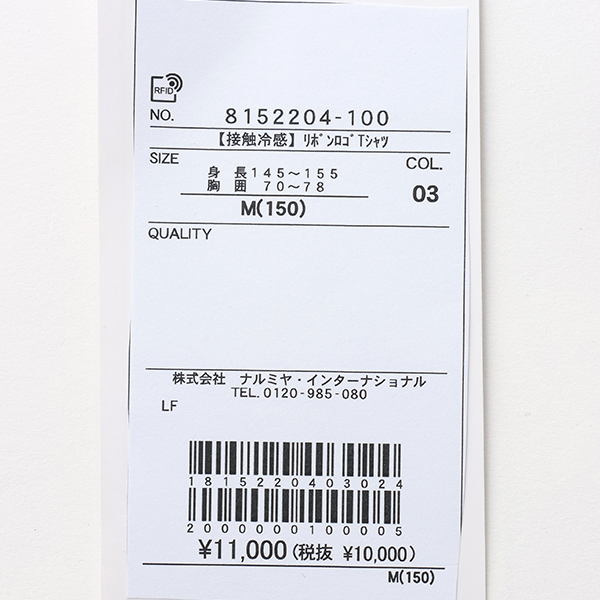 RFID
NO. 8152204-100
【接触冷感】ﾘﾎﾞﾝﾛｺﾞTｼｬﾂ
SIZE COL.
身 長 145～155
胸 囲 70～78
03
M(150)
QUALITY
株式会社 ナルミヤ・インターナショナル
TEL.0120-985-080
LF
1815220403024
2000000100005
¥11,000(税抜 ¥10,000)
M(150)